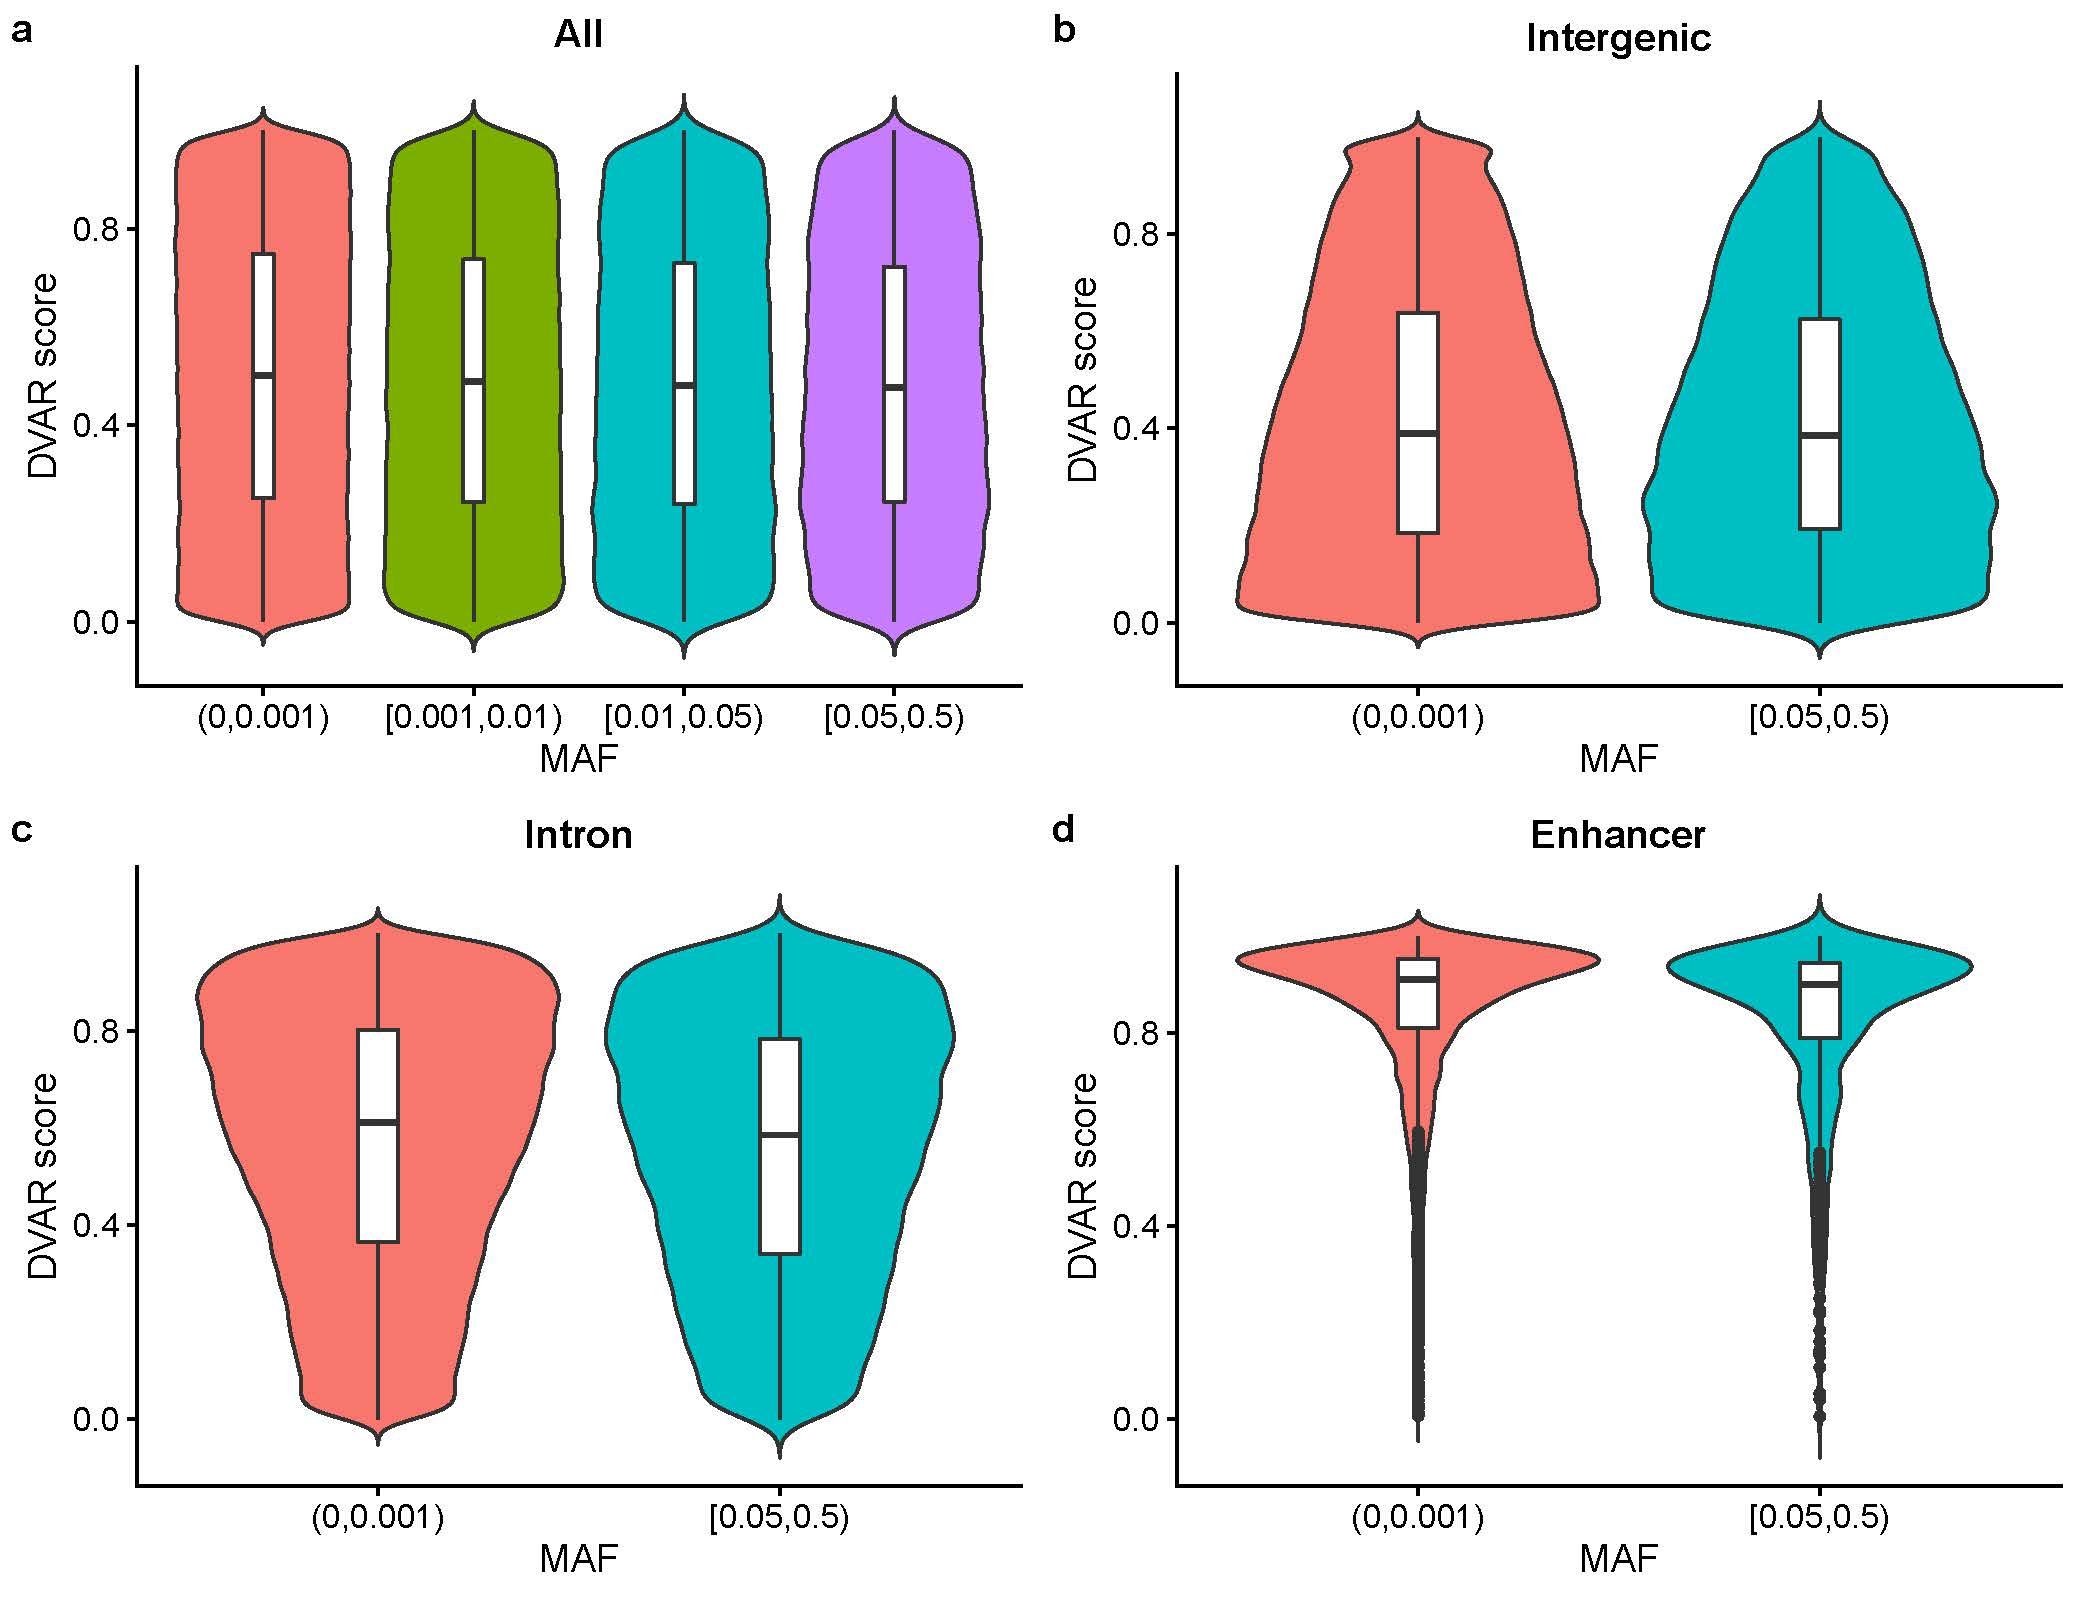 a
All
DVAR score
0.8
0.4
0.0
(0,0.001) [0.001,0.01) [0.01,0.05) [0.05,0.5)
MAF
b
Intergenic
DVAR score
0.8
0.4
0.0
(0,0.001) [0.05,0.5)
MAF
c
Intron
DVAR score
0.8
0.4
0.0
(0,0.001) [0.05,0.5)
MAF
d
Enhancer
DVAR score
0.8
0.4
0.0
(0,0.001) [0.05,0.5)
MAF